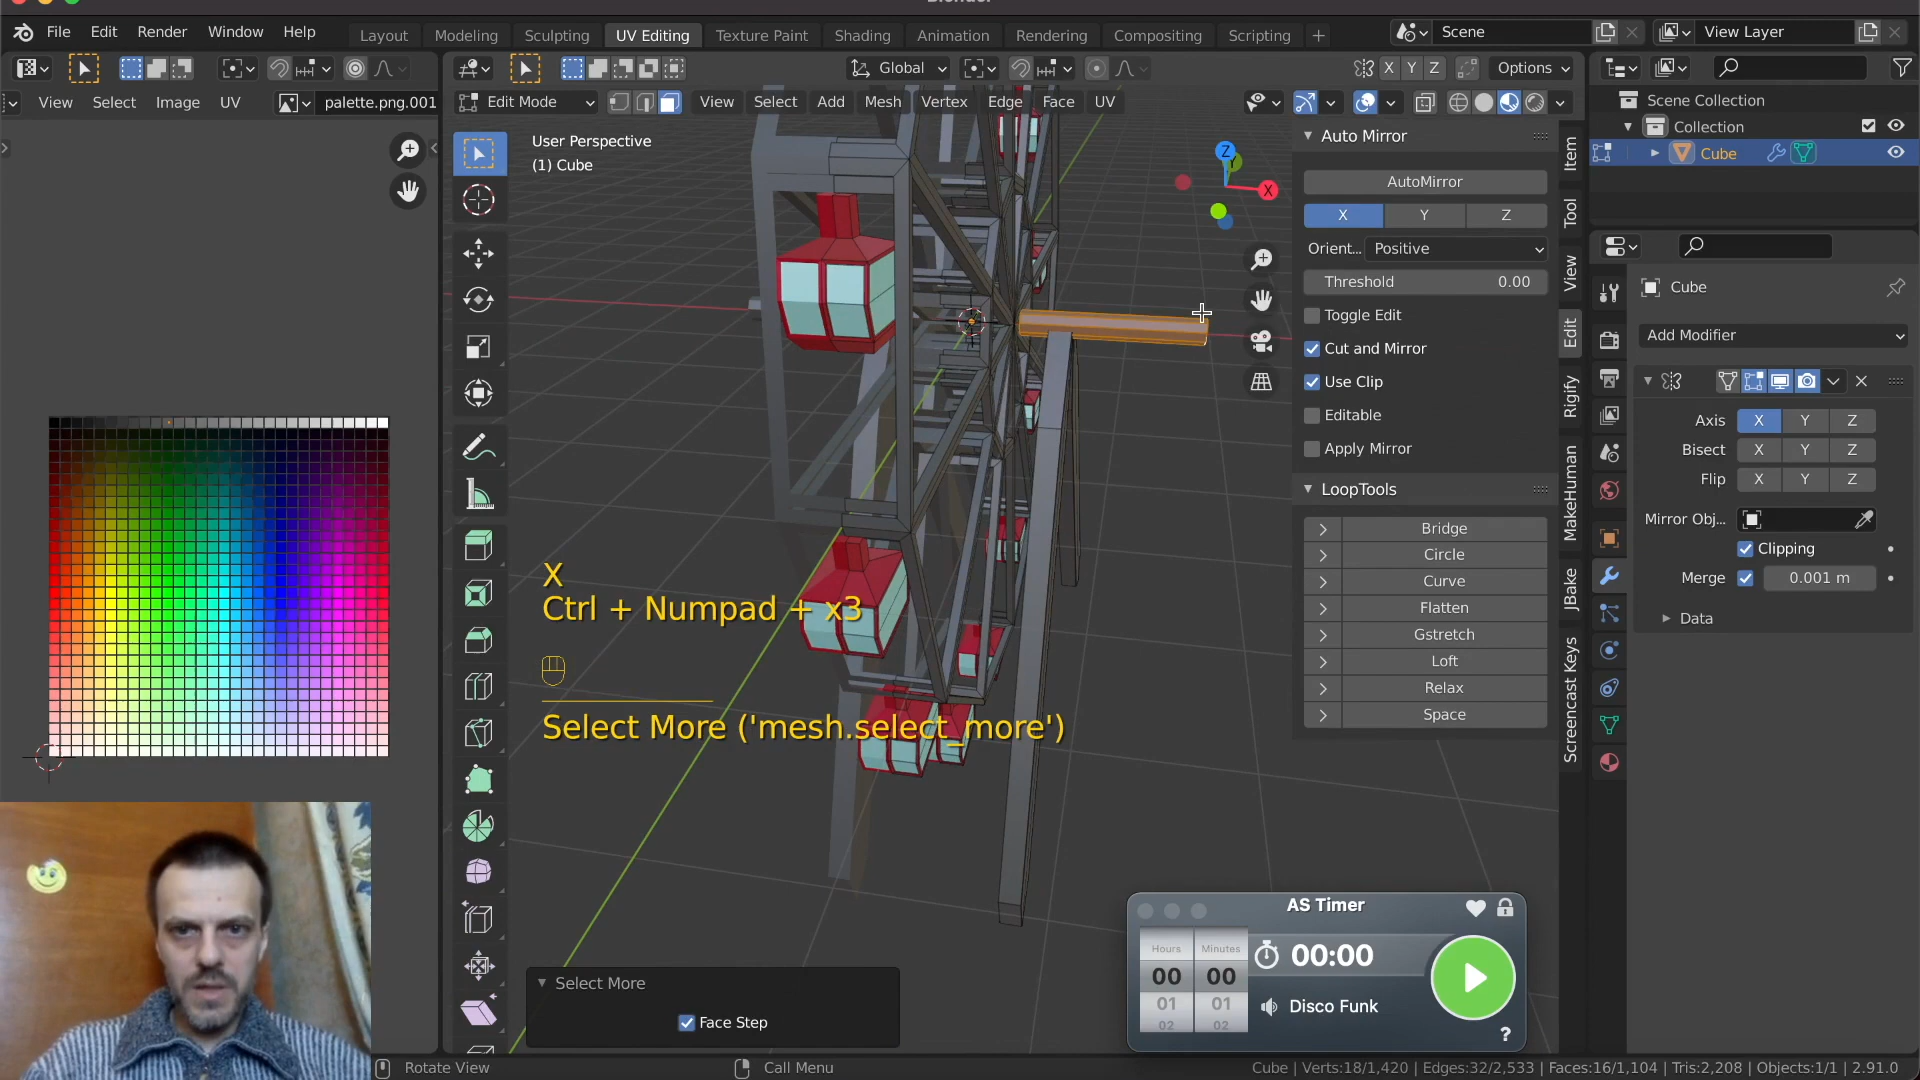 File Edit Render Window Help
Layout Modeling Sculpting UV Editing Texture Paint Shading Animation Rendering Compositing Scripting +
Scene
View Layer
Global
X Y Z
Options
View Select Image UV
palette.png.001
Edit Mode
View Select Add Mesh Vertex Edge Face UV
User Perspective
(1) Cube
Z
X
Auto Mirror
AutoMirror
X Y Z
Orient... Positive
Threshold 0.00
Toggle Edit
Cut and Mirror
Use Clip
Editable
Apply Mirror
LoopTools
Bridge
Circle
Curve
Flatten
Gstretch
Loft
Relax
Space
Item
Tool
View
Edit
Rigify
MakeHuman
JBake
Screencast Keys
Scene Collection
Collection
Cube
Cube
Add Modifier
Axis X Y Z
Bisect X Y Z
Flip X Y Z
Mirror Obj...
Clipping
Merge 0.001 m
Data
X
Ctrl + Numpad + x3
Select More ('mesh.select_more')
Select More
Face Step
AS Timer
Hours Minutes
00 00
01 01
02 02
00:00
Disco Funk
?
Rotate View
Call Menu
Cube | Verts:18/1,420 | Edges:32/2,533 | Faces:16/1,104 | Tris:2,208 | Objects:1/1 | 2.91.0